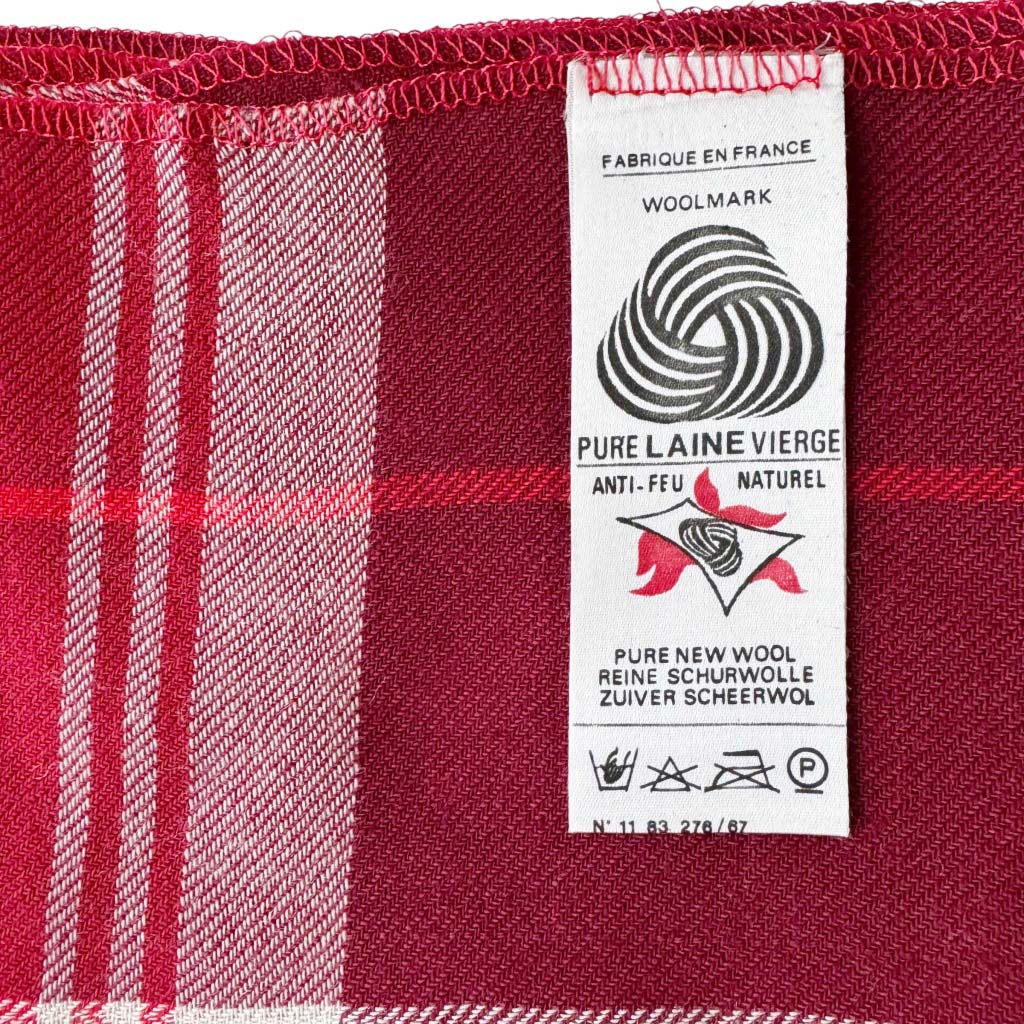 FABRIQUE EN FRANCE
WOOLMARK
PURE LAINE VIERGE
ANTI-FEU NATUREL
PURE NEW WOOL
REINE SCHURWOLLE
ZUIVER SCHEERWOL
P
N° 11 83 276/67